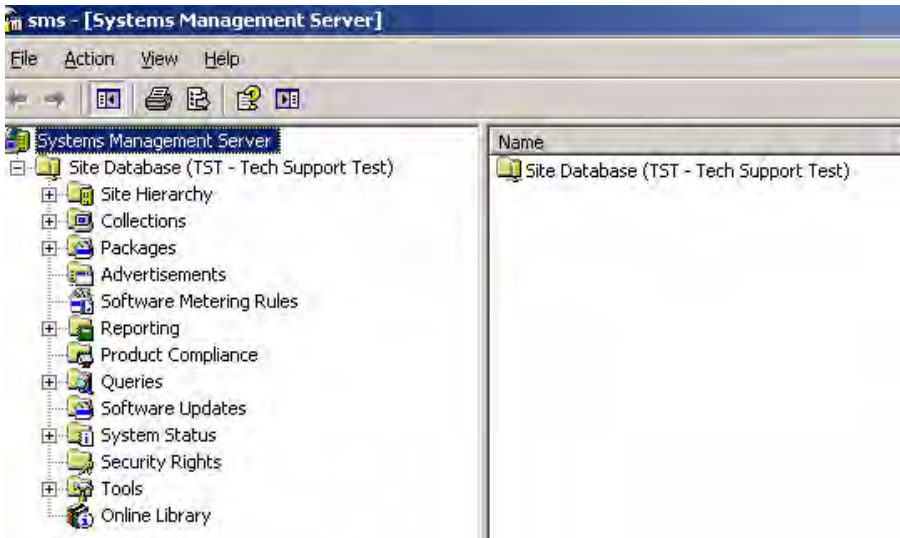 sms - [Systems Management Server]
File Action View Help
Systems Management Server
Name
Site Database (TST - Tech Support Test)
Site Database (TST - Tech Support Test)
Site Hierarchy
Collections
Packages
Advertisements
Software Metering Rules
Reporting
Product Compliance
Queries
Software Updates
System Status
Security Rights
Tools
Online Library